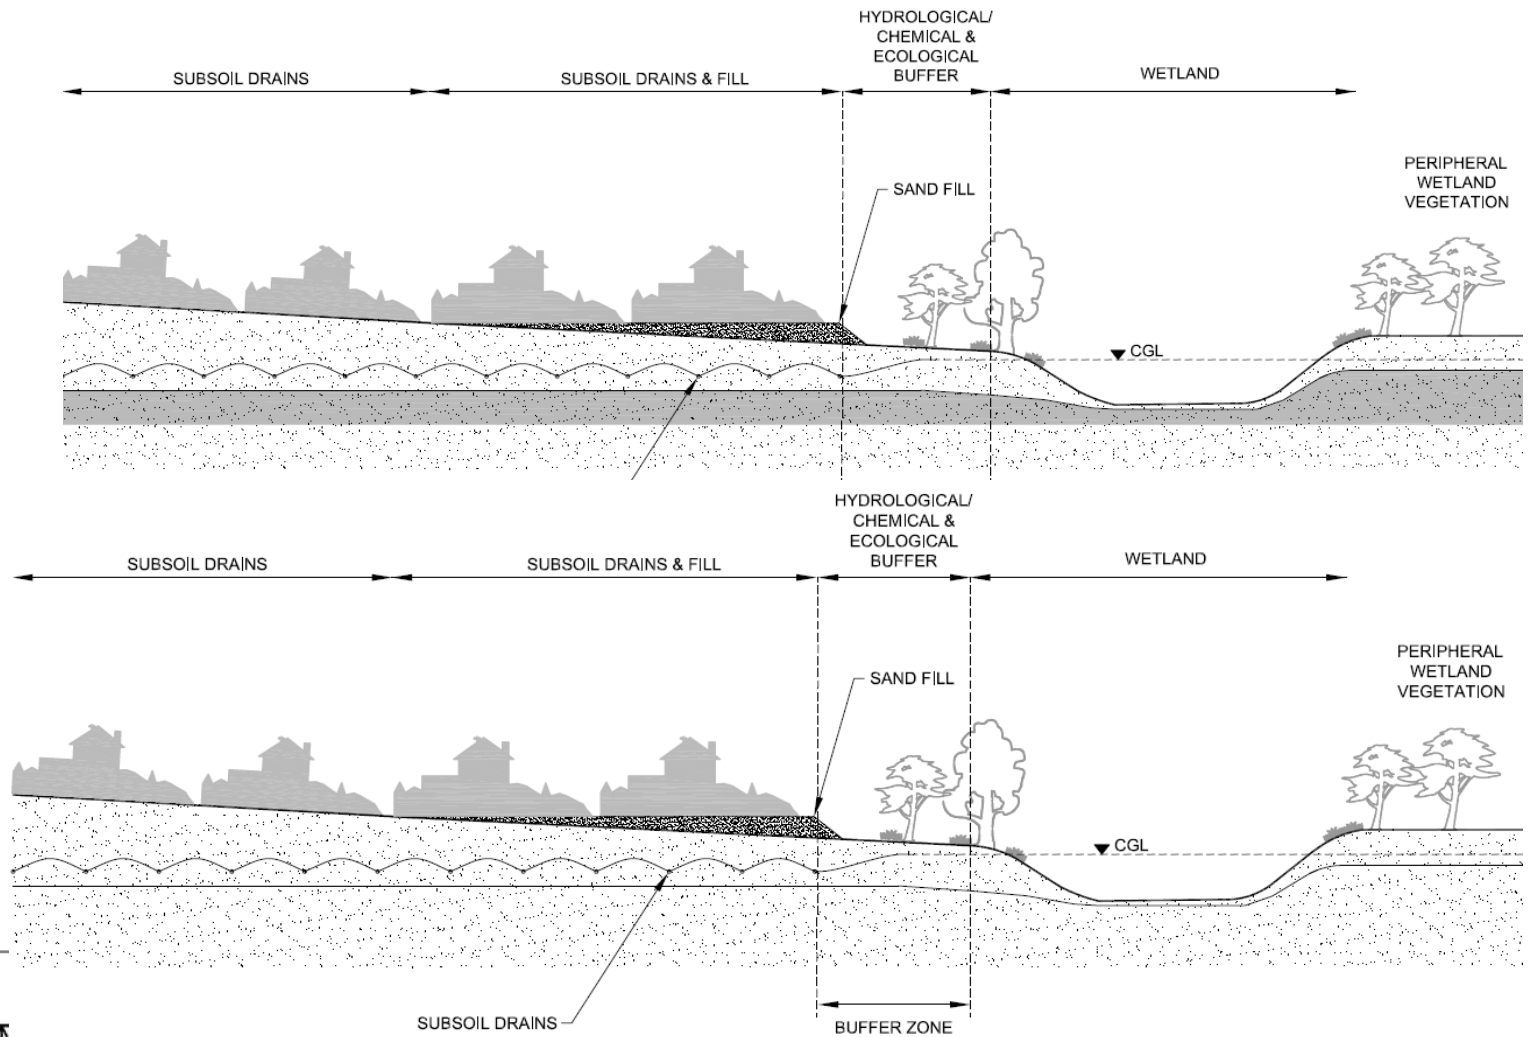 HYDROLOGICAL/
CHEMICAL &
ECOLOGICAL
BUFFER
SUBSOIL DRAINS
SUBSOIL DRAINS & FILL
WETLAND
PERIPHERAL
WETLAND
VEGETATION
SAND FILL
CGL
HYDROLOGICAL/
CHEMICAL &
ECOLOGICAL
BUFFER
SUBSOIL DRAINS
SUBSOIL DRAINS & FILL
WETLAND
PERIPHERAL
WETLAND
VEGETATION
SAND FILL
CGL
SUBSOIL DRAINS
BUFFER ZONE